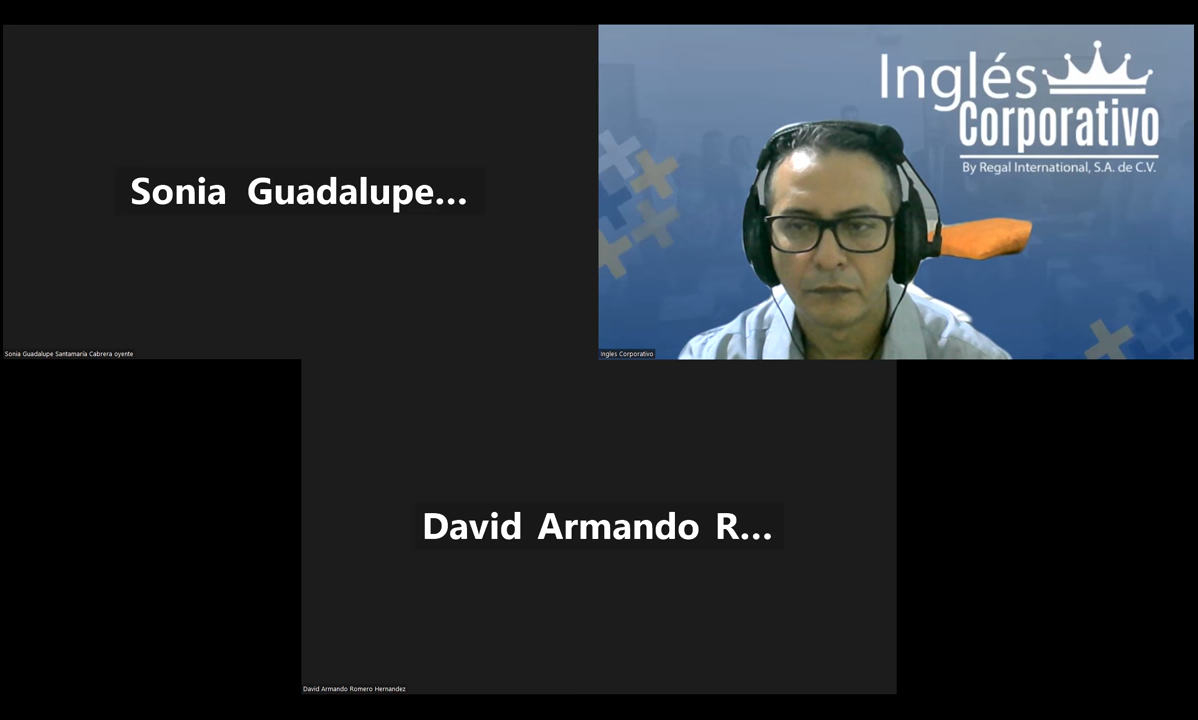 Sonia Guadalupe...
Sonia Guadalupe Santamaría Cabrera oyente
Inglés
Corporativo
By Regal International, S.A. de C.V.
Ingles Corporativo
David Armando R...
David Armando Romero Hernandez